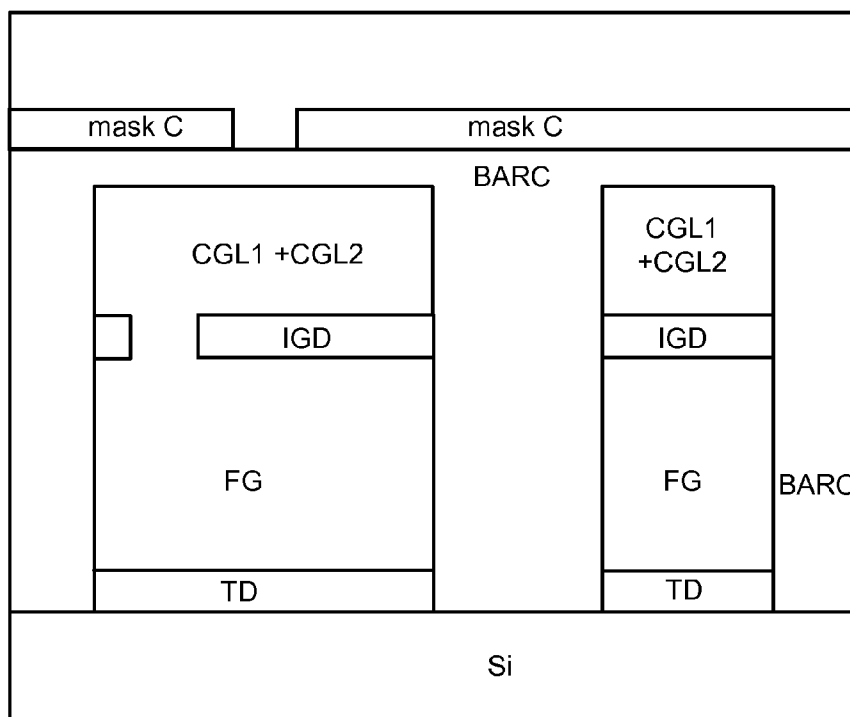 mask C
mask C
BARC
CGL1 +CGL2
CGL1
+CGL2
IGD
IGD
FG
FG
BARC
TD
TD
Si